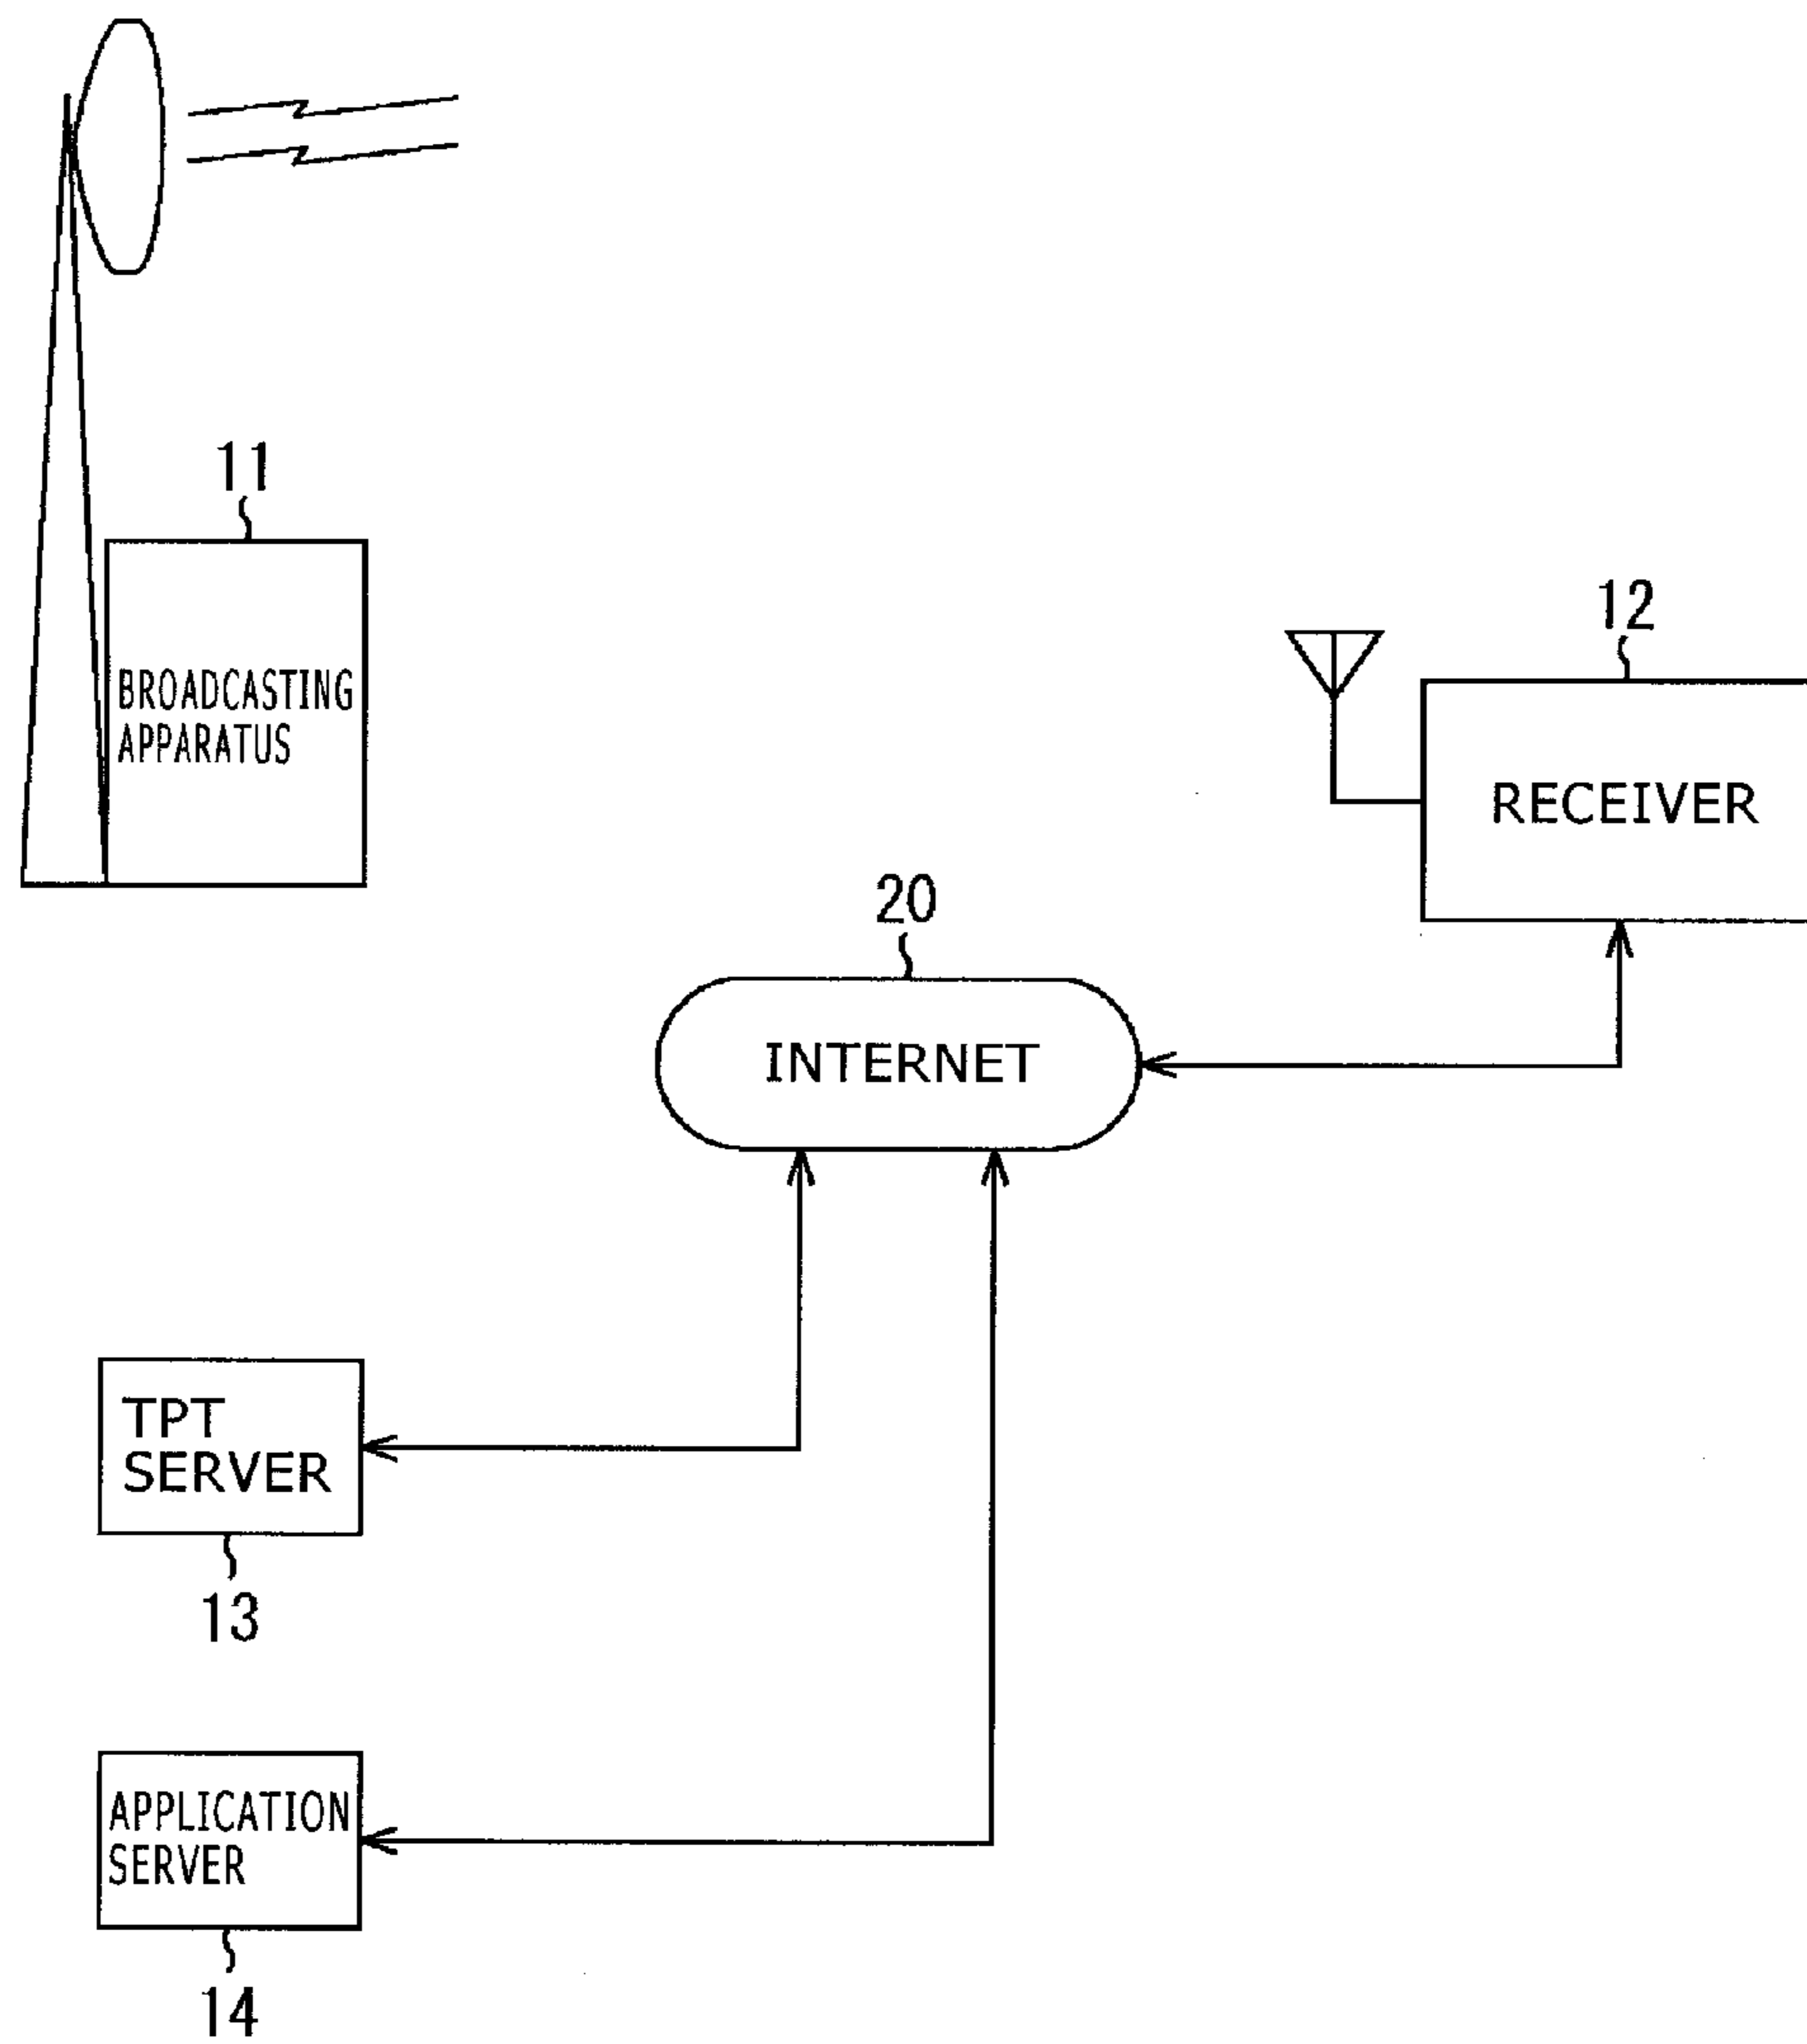 11
BROADCASTING
APPARATUS
12
RECEIVER
20
INTERNET
TPT
SERVER
13
APPLICATION
SERVER
14